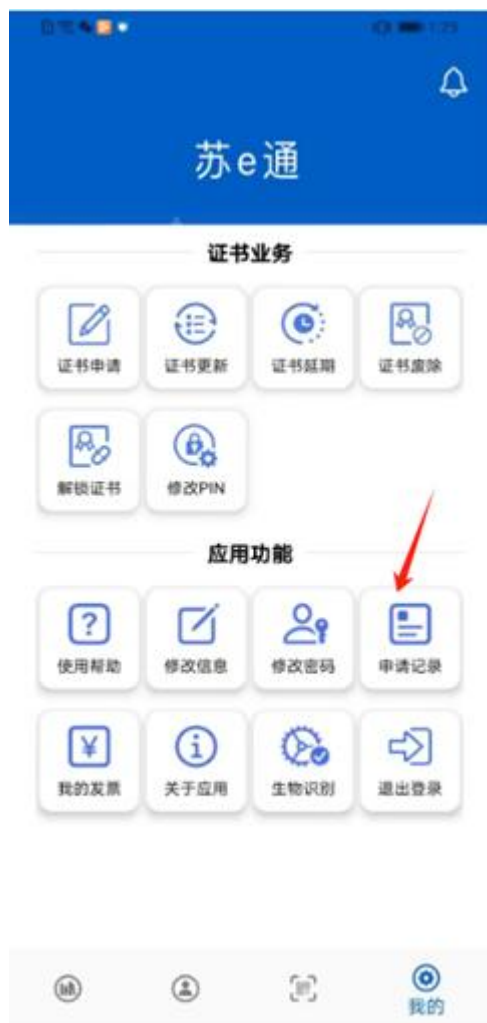 苏e通
证书业务
证书申请 证书更新 证书延期 证书废除
解锁证书 修改PIN
应用功能
使用帮助 修改信息 修改密码 申请记录
我的发票 关于应用 生物识别 退出登录
我的